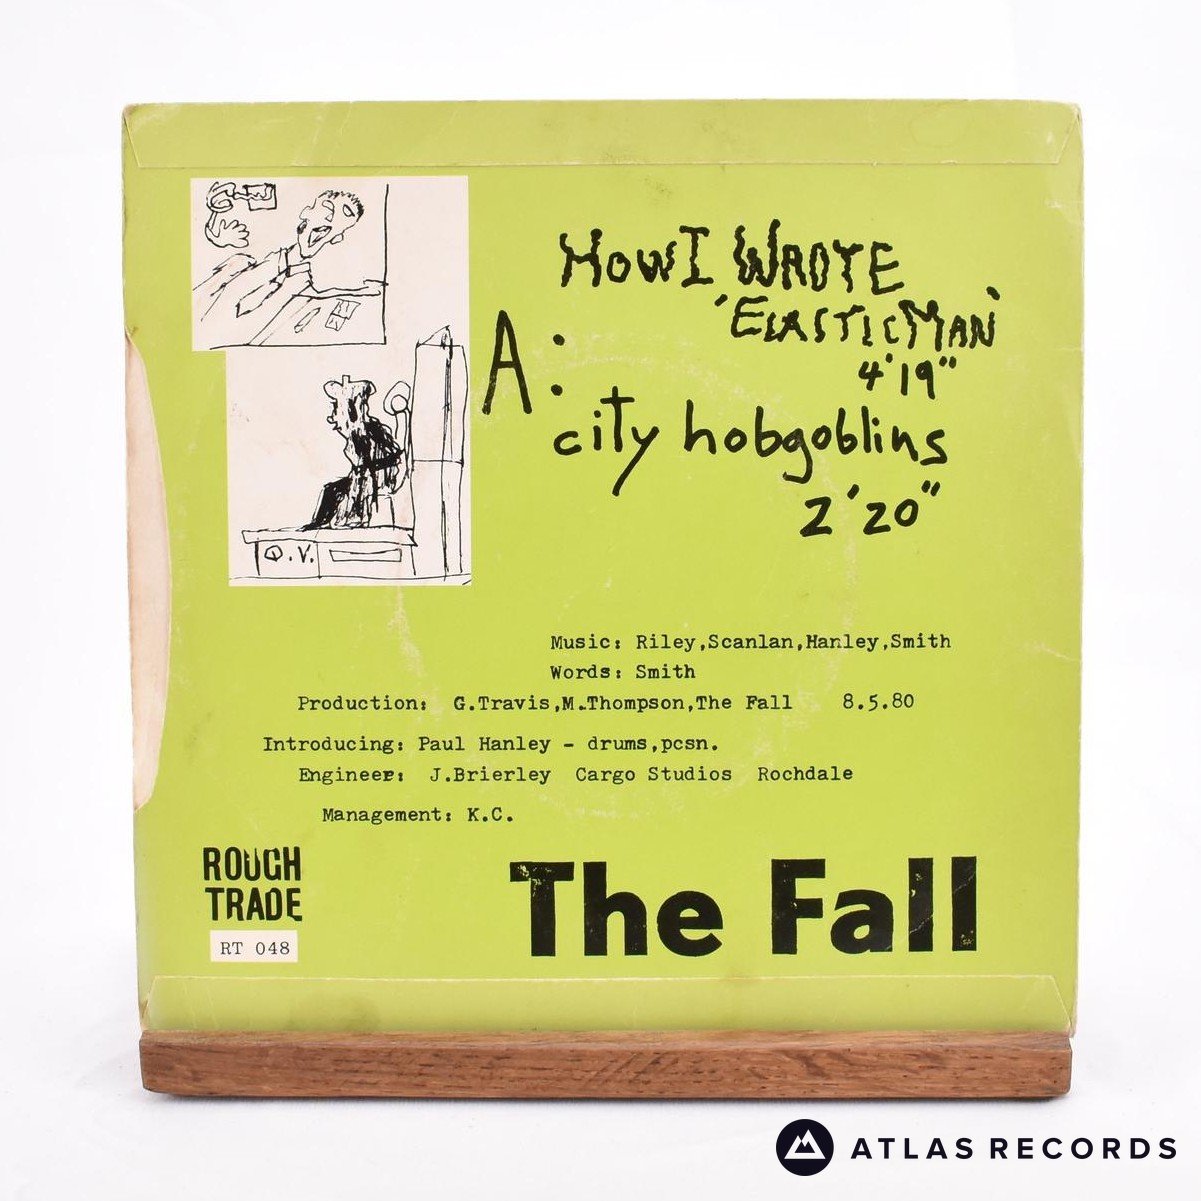 How I WROTE
'ElASTIC MAN'
4'19"
A:
city hobgoblins
2'20"
Q.V.
Music: Riley,Scanlan,Hanley,Smith
Words: Smith
Production: G.Travis,M.Thompson,The Fall 8.5.80
Introducing: Paul Hanley - drums,pcsn.
Engineer: J.Brierley Cargo Studios Rochdale
Management: K.C.
ROUGH
TRADE
RT 048
The Fall
ATLAS RECORDS